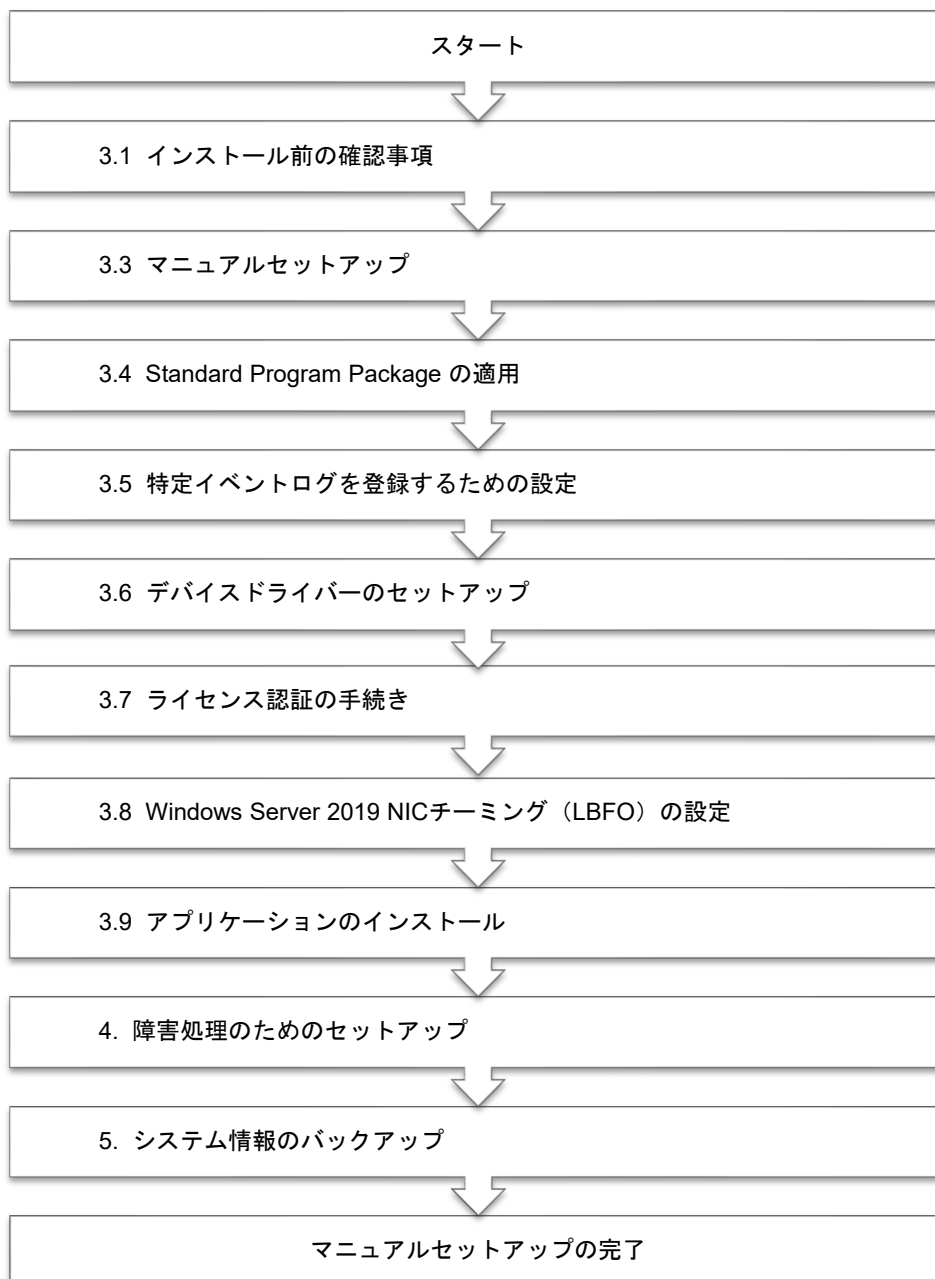 スタート
3.1 インストール前の確認事項
3.3 マニュアルセットアップ
3.4 Standard Program Package の適用
3.5 特定イベントログを登録するための設定
3.6 デバイスドライバーのセットアップ
3.7 ライセンス認証の手続き
3.8 Windows Server 2019 NICチーミング（LBFO）の設定
3.9 アプリケーションのインストール
4. 障害処理のためのセットアップ
5. システム情報のバックアップ
マニュアルセットアップの完了